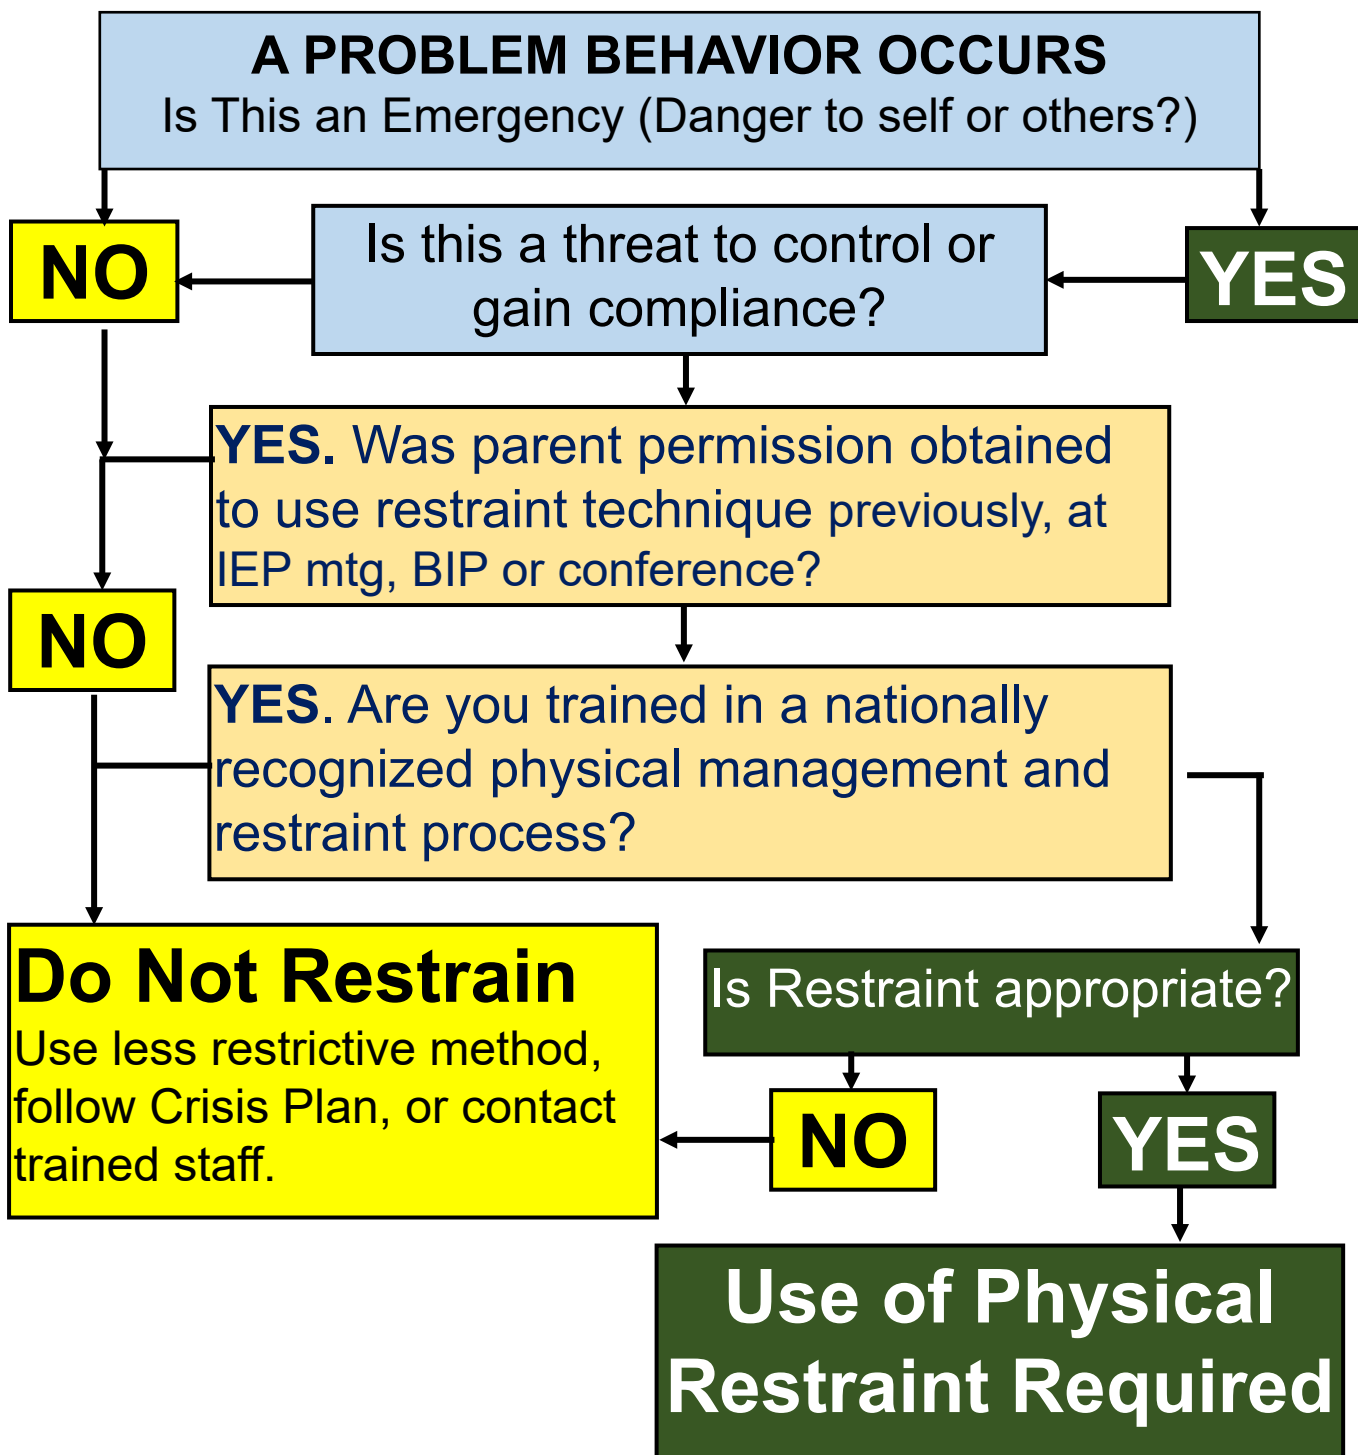 A PROBLEM BEHAVIOR OCCURS
Is This an Emergency (Danger to self or others?)
NO
Is this a threat to control or
gain compliance?
YES
YES. Was parent permission obtained
to use restraint technique previously, at
IEP mtg, BIP or conference?
NO
YES. Are you trained in a nationally
recognized physical management and
restraint process?
Do Not Restrain
Use less restrictive method,
follow Crisis Plan, or contact
trained staff.
Is Restraint appropriate?
NO
YES
Use of Physical
Restraint Required